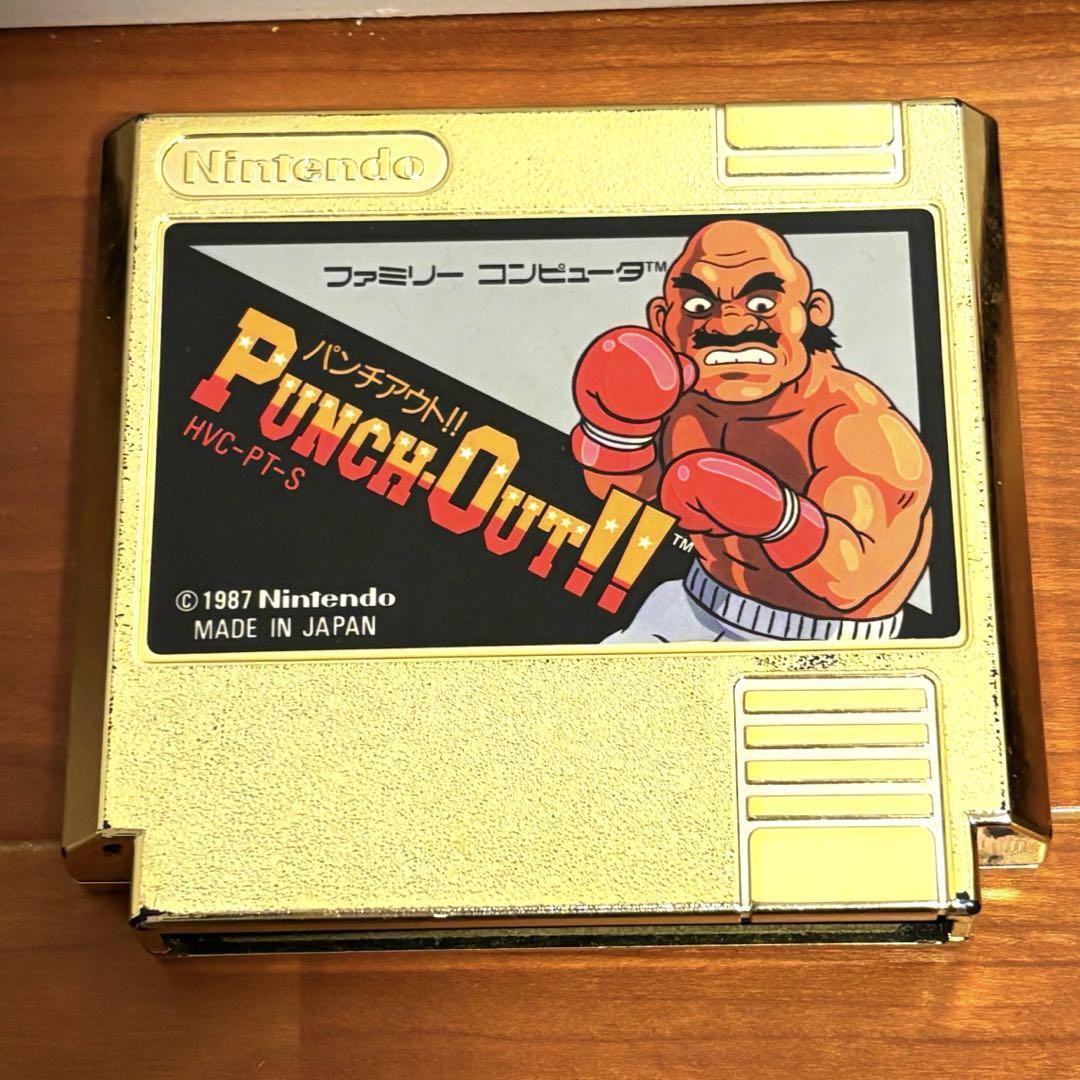 Nintendo
ファミリー コンピュータ™
パンチアウト!!
PUNCH-OUT!!™
HVC-PT-S
©1987 Nintendo
MADE IN JAPAN